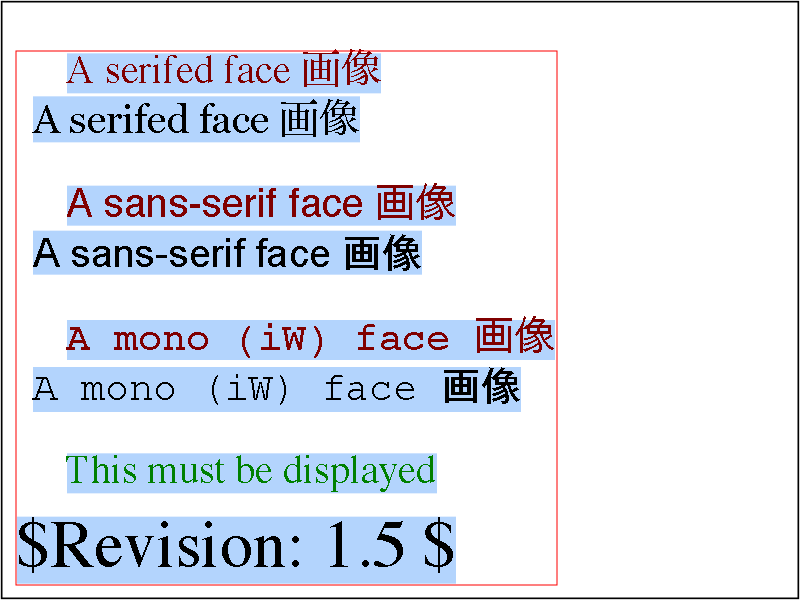 A serifed face 画像
A serifed face 画像
A sans-serif face 画像
A sans-serif face 画像
A mono (iW) face 画像
A mono (iW) face 画像
This must be displayed
$Revision: 1.5 $